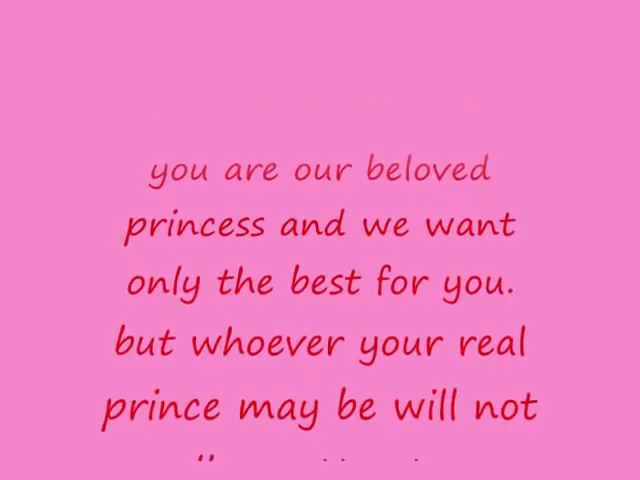 you are our beloved
princess and we want
only the best for you.
but whoever your real
prince may be will not